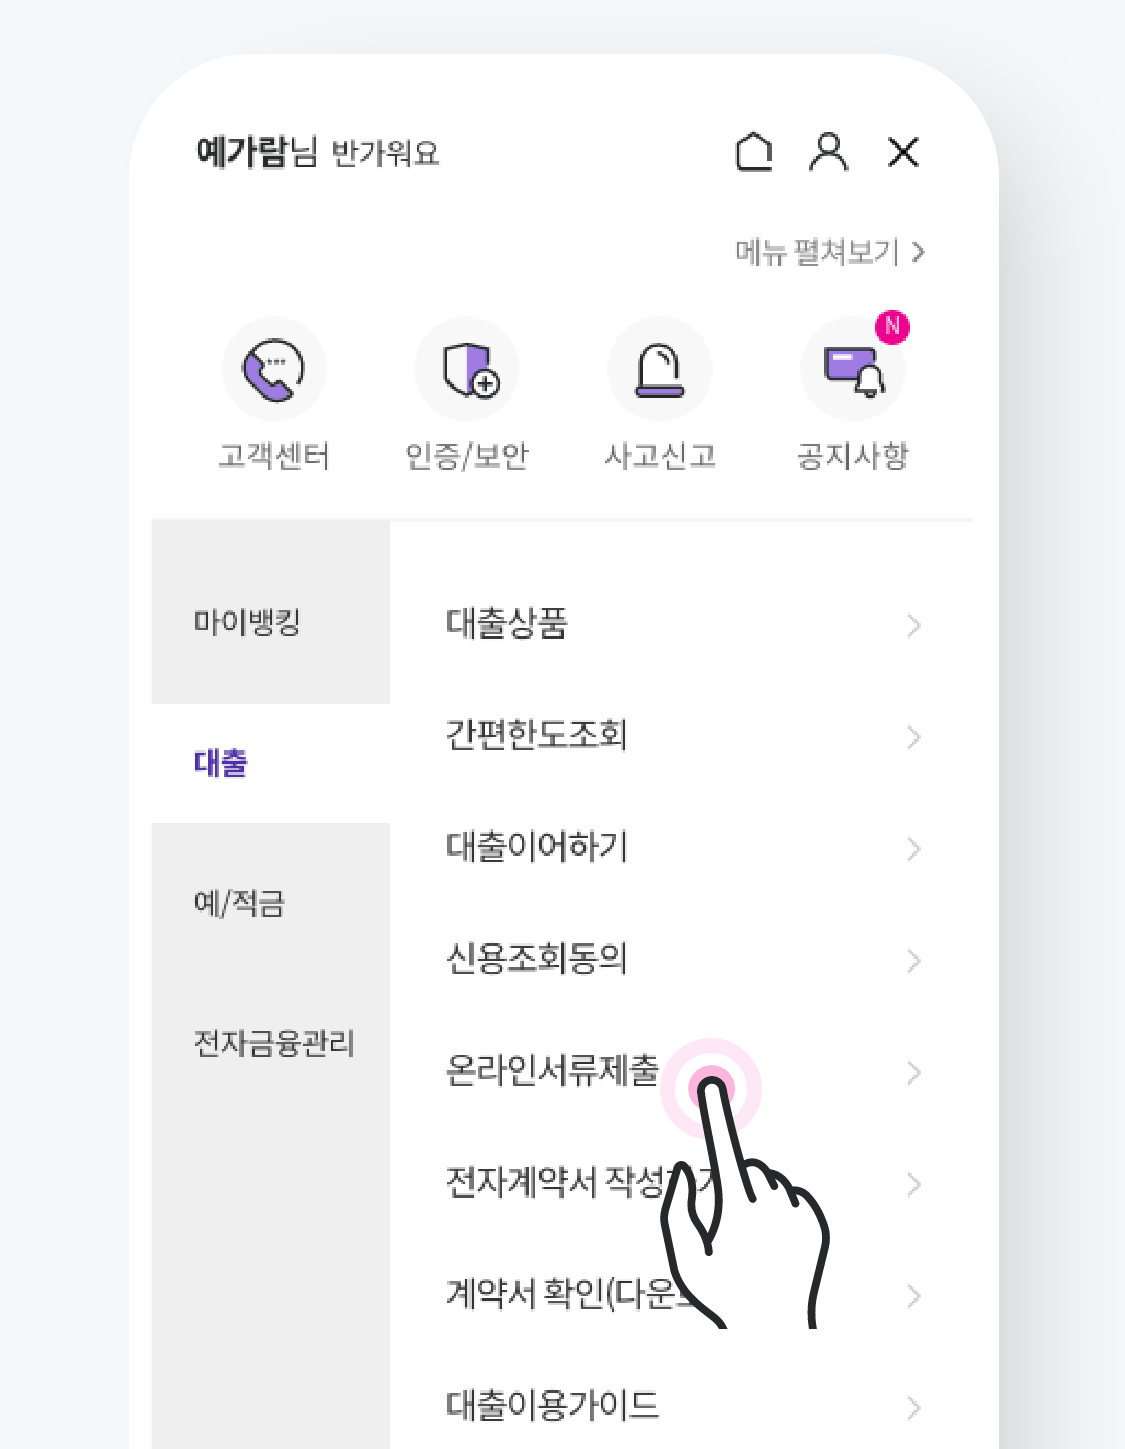 예가람님 반가워요
메뉴 펼쳐보기
N
고객센터 인증/보안 사고신고 공지사항
마이뱅킹
대출
예/적금
전자금융관리
대출상품
간편한도조회
대출이어하기
신용조회동의
온라인서류제출
전자계약서 작성하기
계약서 확인(다운
대출이용가이드